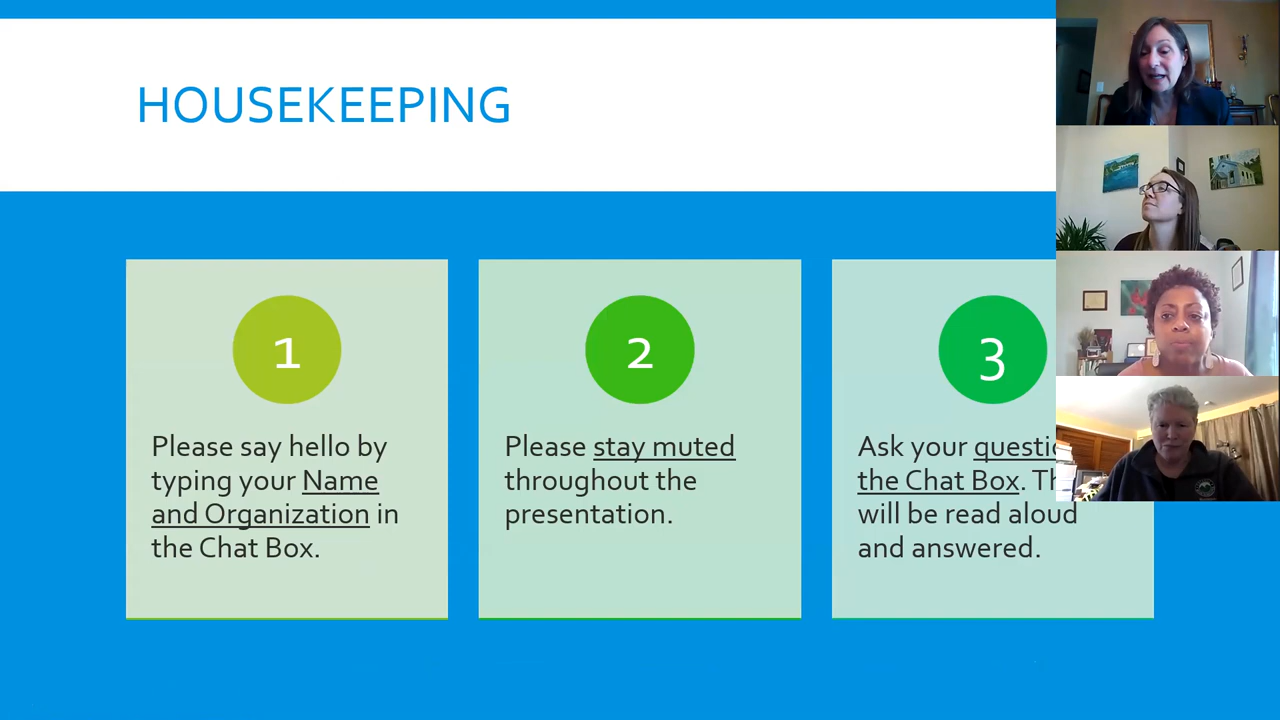 HOUSEKEEPING
1
Please say hello by
typing your Name
and Organization in
the Chat Box.
2
Please stay muted
throughout the
presentation.
3
Ask your
the Chat Box.
will be read aloud
and answered.